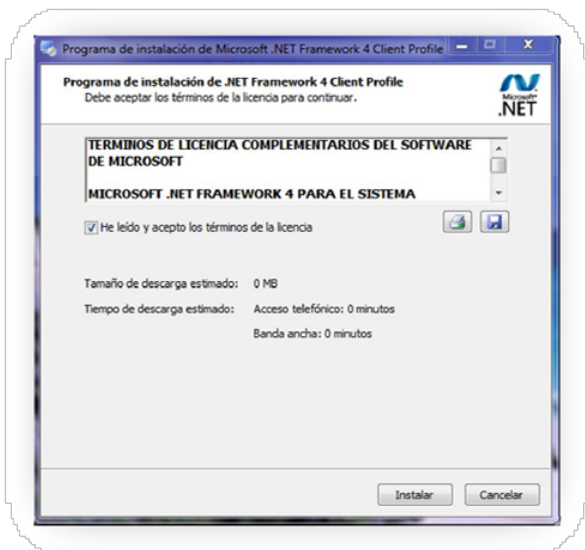 Programa de instalación de Microsoft .NET Framework 4 Client Profile
Programa de instalación de .NET Framework 4 Client Profile
Debe aceptar los términos de la licencia para continuar.
Microsoft
.NET
TÉRMINOS DE LICENCIA COMPLEMENTARIOS DEL SOFTWARE
DE MICROSOFT
MICROSOFT .NET FRAMEWORK 4 PARA EL SISTEMA
He leído y acepto los términos de la licencia
Tamaño de descarga estimado: 0 MB
Tiempo de descarga estimado: Acceso telefónico: 0 minutos
Banda ancha: 0 minutos
Instalar Cancelar